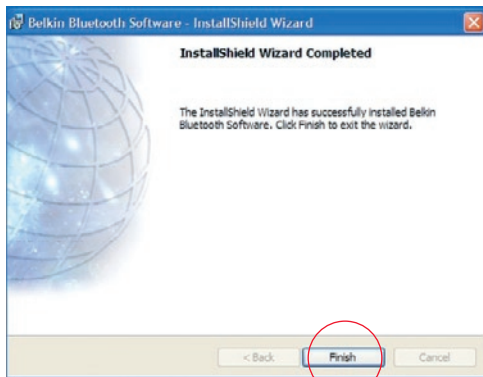 Belkin Bluetooth Software - InstallShield Wizard
InstallShield Wizard Completed
The InstallShield Wizard has successfully installed Belkin
Bluetooth Software. Click Finish to exit the wizard.
< Back
Finish
Cancel